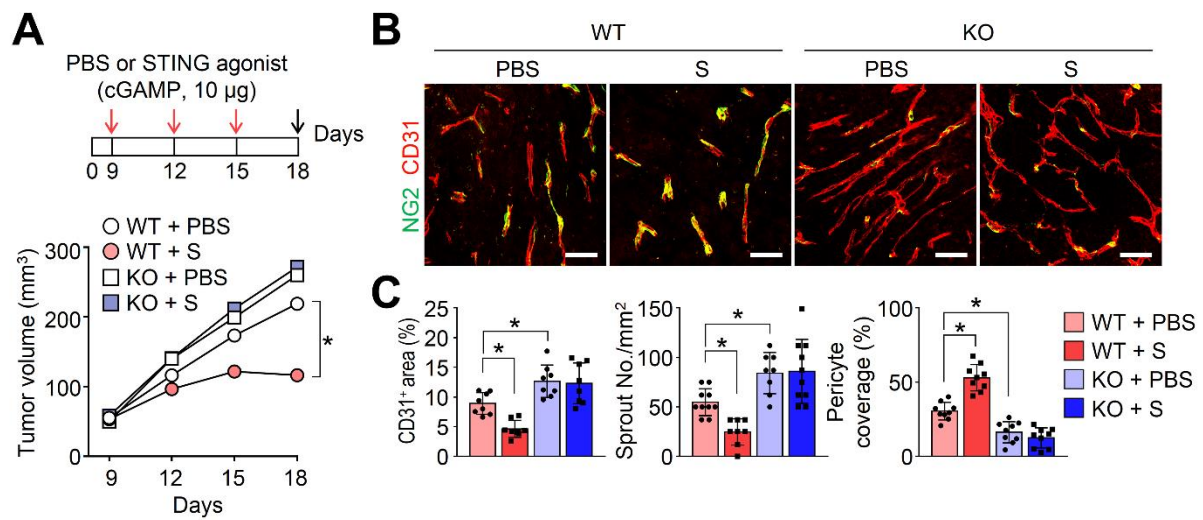 A
PBS or STING agonist
(cGAMP, 10 µg)
Days
0 9 12 15 18
WT + PBS
WT + S
KO + PBS
KO + S
Tumor volume (mm³)
300
200
100
0
9 12 15 18
Days
*
B
WT KO
PBS S PBS S
NG2 CD31
C
CD31⁺ area (%)
25
20
15
10
5
0
* *
Sprout No./mm²
150
100
50
0
* *
Pericyte
coverage (%)
100
50
0
* *
WT + PBS
WT + S
KO + PBS
KO + S